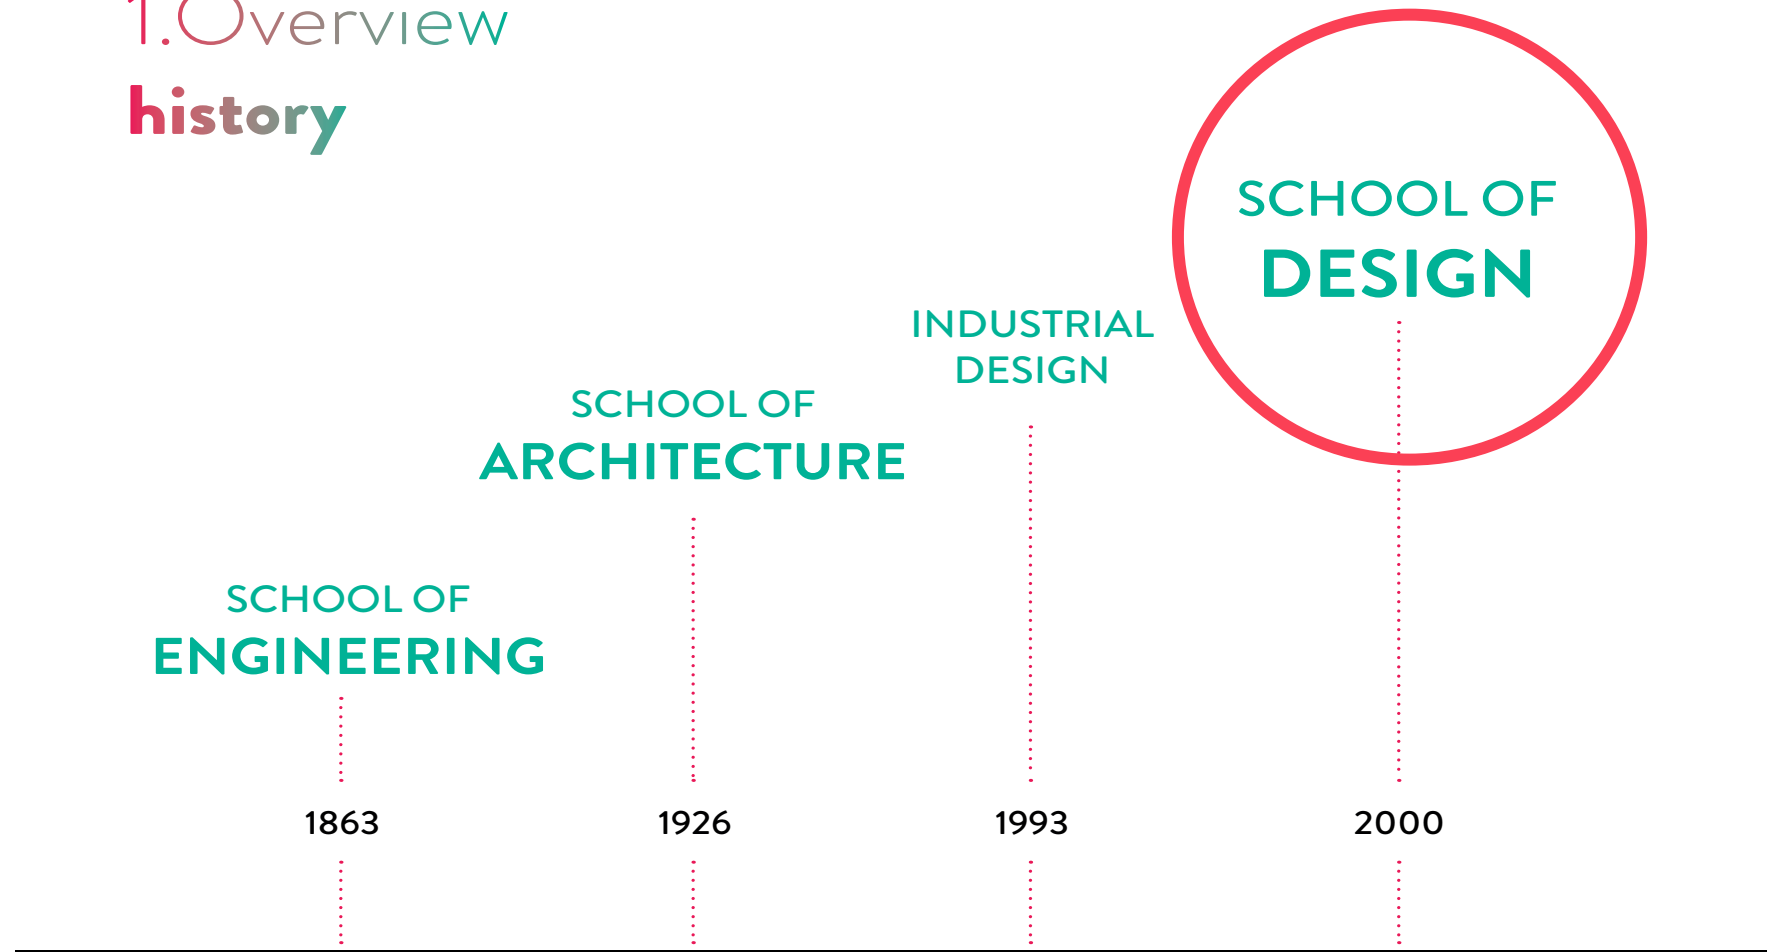 1.Overview
history
SCHOOL OF
DESIGN
INDUSTRIAL
DESIGN
SCHOOL OF
ARCHITECTURE
SCHOOL OF
ENGINEERING
1863
1926
1993
2000